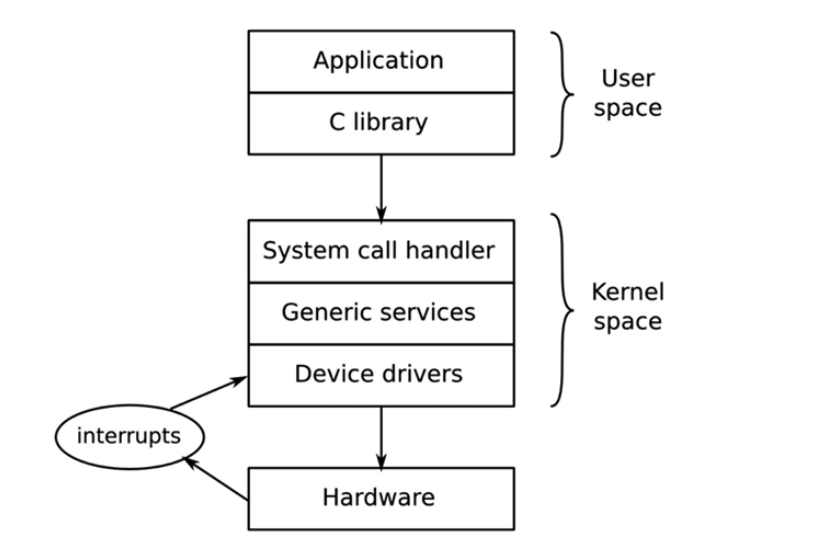 Application
C library
User
space
System call handler
Generic services
Device drivers
Kernel
space
interrupts
Hardware